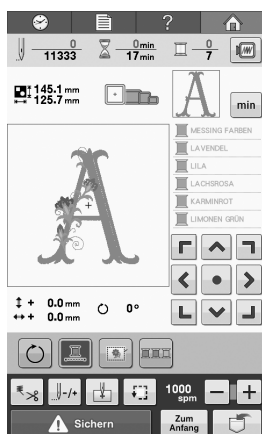 ?
0 0min 0
11333 17min 7
145.1 mm
125.7 mm
A
min
MESSING FARBEN
LAVENDEL
LILA
LACHSROSA
KARMINROT
LIMONEN GRÜN
A
+ 0.0 mm 0°
+ 0.0 mm
-/+ 1000 spm - +
Sichern Zum Anfang